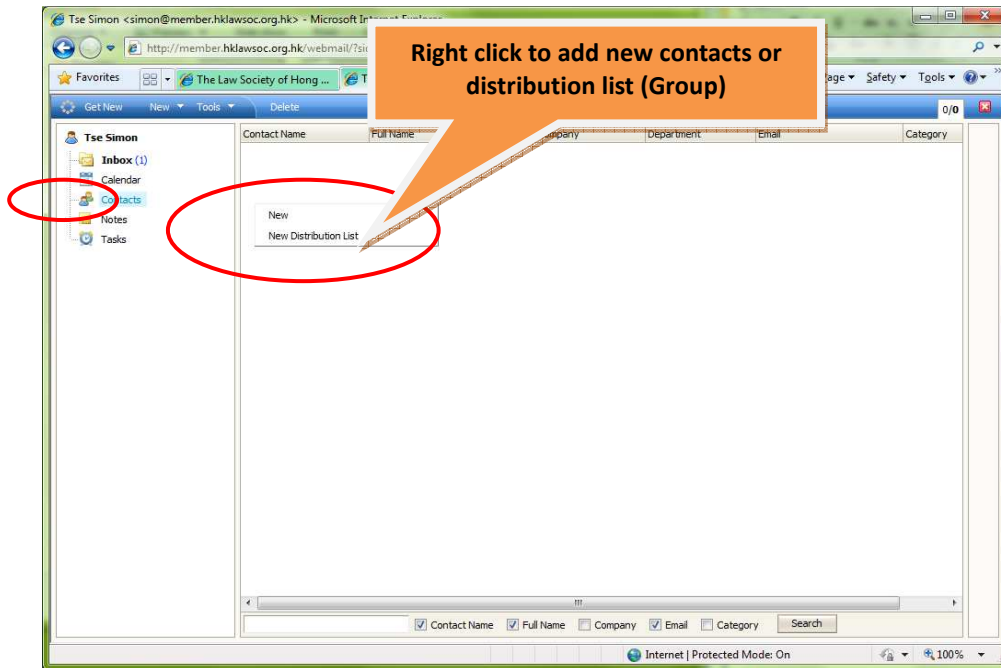 Tse Simon <simon@member.hklawsoc.org.hk> - Microsoft Internet Explorer
http://member.hklawsoc.org.hk/webmail/?si
Right click to add new contacts or
distribution list (Group)
Favorites The Law Society of Hong ... T Page Safety Tools
Get New New Tools Delete 0/0
Tse Simon
Inbox (1)
Calendar
Contacts
Notes
Tasks
Contact Name Full Name Company Department Email Category
New
New Distribution List
Contact Name Full Name Company Email Category Search
Internet | Protected Mode: On 100%